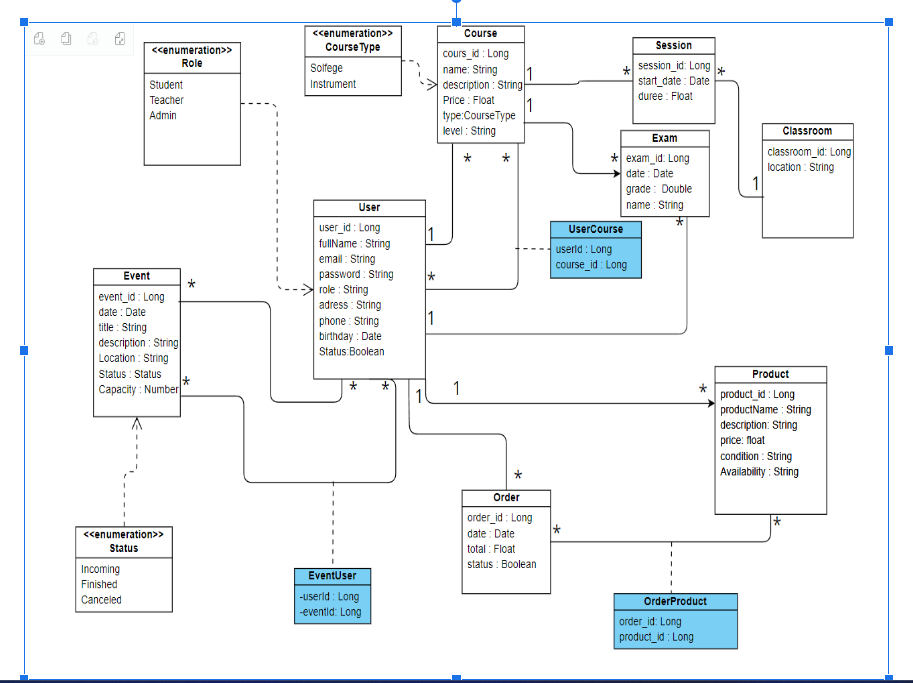 <<enumeration>>
Role
Student
Teacher
Admin
<<enumeration>>
CourseType
Solfege
Instrument
Course
cours_id : Long
name: String
description : String
Price : Float
type:CourseType
level : String
Session
session_id: Long
start_date : Date
duree : Float
Exam
exam_id: Long
date : Date
grade : Double
name : String
Classroom
classroom_id: Long
location : String
User
user_id : Long
fullName : String
email : String
password : String
role : String
adress : String
phone : String
birthday : Date
Status:Boolean
UserCourse
userId : Long
course_id : Long
Event
event_id : Long
date : Date
title : String
description : String
Location : String
Status : Status
Capacity : Number
Product
product_id : Long
productName : String
description: String
price: float
condition : String
Availability : String
Order
order_id : Long
date : Date
total : Float
status : Boolean
<<enumeration>>
Status
Incoming
Finished
Canceled
EventUser
-userId : Long
-eventId: Long
OrderProduct
order_id: Long
product_id : Long
1
*
*
1
1
*
*
*
1
*
1
*
*
*
*
*
1
1
*
*
*
*